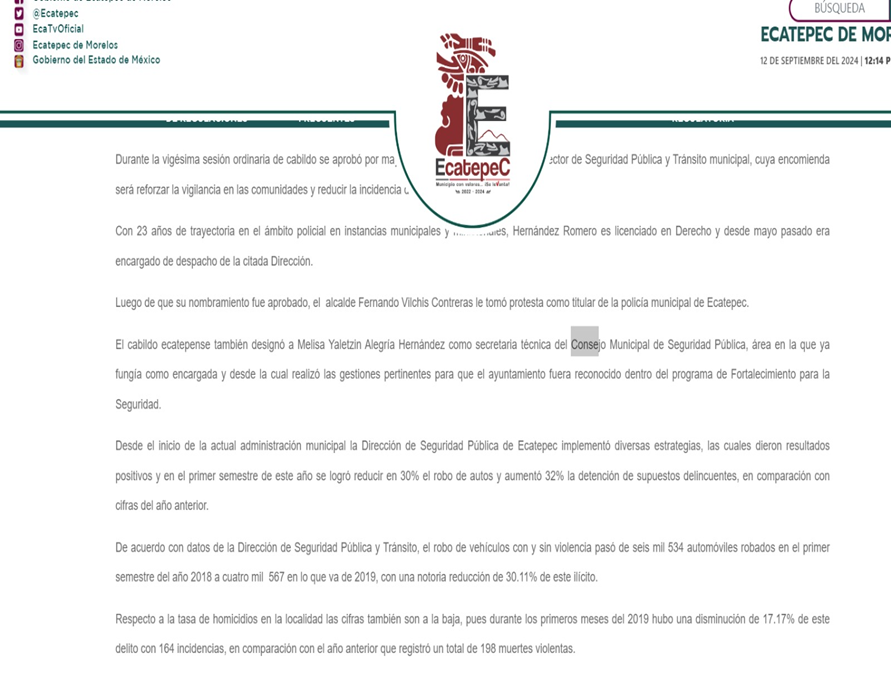 @Ecatepec
EcaTvOficial
Ecatepec de Morelos
Gobierno del Estado de México
BÚSQUEDA
ECATEPEC DE MOR
12 DE SEPTIEMBRE DEL 2024 | 12:14 P
EcatepeC
Municipio con valores... ¡Se levanta!
2022 - 2024
Durante la vigésima sesión ordinaria de cabildo se aprobó por ector de Seguridad Pública y Tránsito municipal, cuya encomienda
será reforzar la vigilancia en las comunidades y reducir la incidencia
Con 23 años de trayectoria en el ámbito policial en instancias municipales y Hernández Romero es licenciado en Derecho y desde mayo pasado era
encargado de despacho de la citada Dirección.
Luego de que su nombramiento fue aprobado, el alcalde Fernando Vilchis Contreras le tomó protesta como titular de la policía municipal de Ecatepec.
El cabildo ecatepense también designó a Melisa Yaletzin Alegría Hernández como secretaria técnica del Consejo Municipal de Seguridad Pública, área en la que ya
fungía como encargada y desde la cual realizó las gestiones pertinentes para que el ayuntamiento fuera reconocido dentro del programa de Fortalecimiento para la
Seguridad.
Desde el inicio de la actual administración municipal la Dirección de Seguridad Pública de Ecatepec implementó diversas estrategias, las cuales dieron resultados
positivos y en el primer semestre de este año se logró reducir en 30% el robo de autos y aumentó 32% la detención de supuestos delincuentes, en comparación con
cifras del año anterior.
De acuerdo con datos de la Dirección de Seguridad Pública y Tránsito, el robo de vehículos con y sin violencia pasó de seis mil 534 automóviles robados en el primer
semestre del año 2018 a cuatro mil 567 en lo que va de 2019, con una notoria reducción de 30.11% de este ilícito.
Respecto a la tasa de homicidios en la localidad las cifras también son a la baja, pues durante los primeros meses del 2019 hubo una disminución de 17.17% de este
delito con 164 incidencias, en comparación con el año anterior que registró un total de 198 muertes violentas.